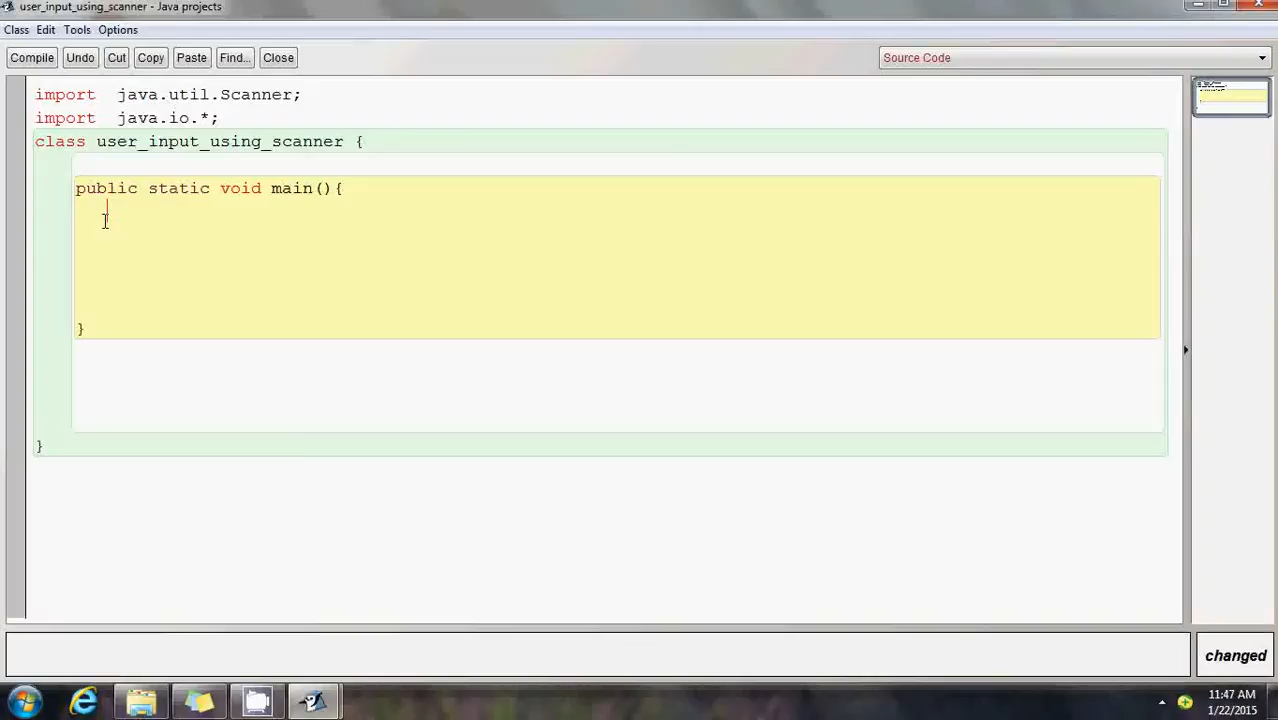 user_input_using_scanner - Java projects
Class Edit Tools Options
Compile Undo Cut Copy Paste Find... Close Source Code
import java.util.Scanner;
import java.io.*;
class user_input_using_scanner {
public static void main(){
}
}
changed
11:47 AM
1/22/2015